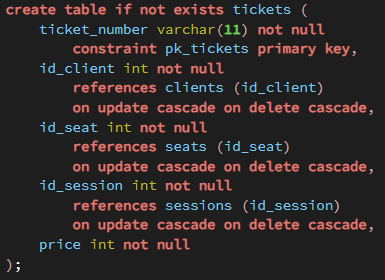 create table if not exists tickets (
    ticket_number varchar(11) not null
        constraint pk_tickets primary key,
    id_client int not null
        references clients (id_client)
        on update cascade on delete cascade,
    id_seat int not null
        references seats (id_seat)
        on update cascade on delete cascade,
    id_session int not null
        references sessions (id_session)
        on update cascade on delete cascade,
    price int not null
);